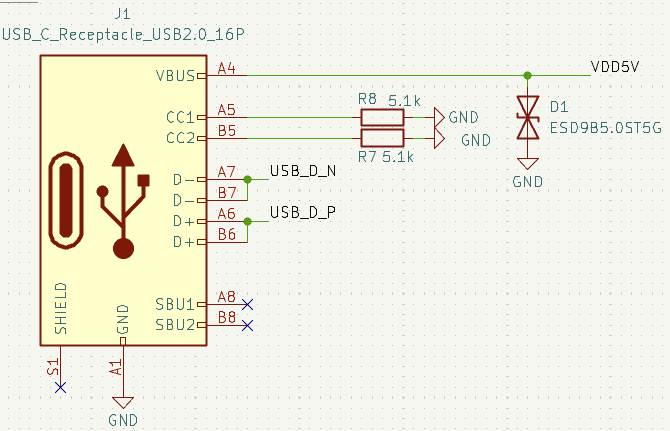 J1
USB_C_Receptacle_USB2.0_16P
VBUS A4 VDD5V
CC1 A5 R8 5.1k GND
CC2 B5 R7 5.1k GND
D1
ESD9B5.0ST5G
GND
D- A7 USB_D_N
D- B7
D+ A6 USB_D_P
D+ B6
SBU1 A8
SBU2 B8
SHIELD S1
GND A1
GND